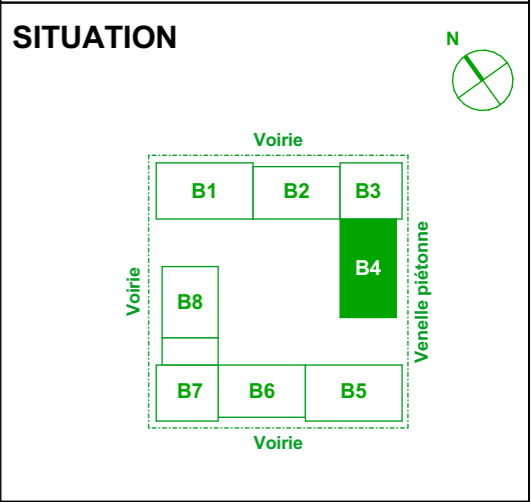 SITUATION
N
Voirie
B1 B2 B3
B4
Venelle piétonne
Voirie
B8
B7 B6 B5
Voirie